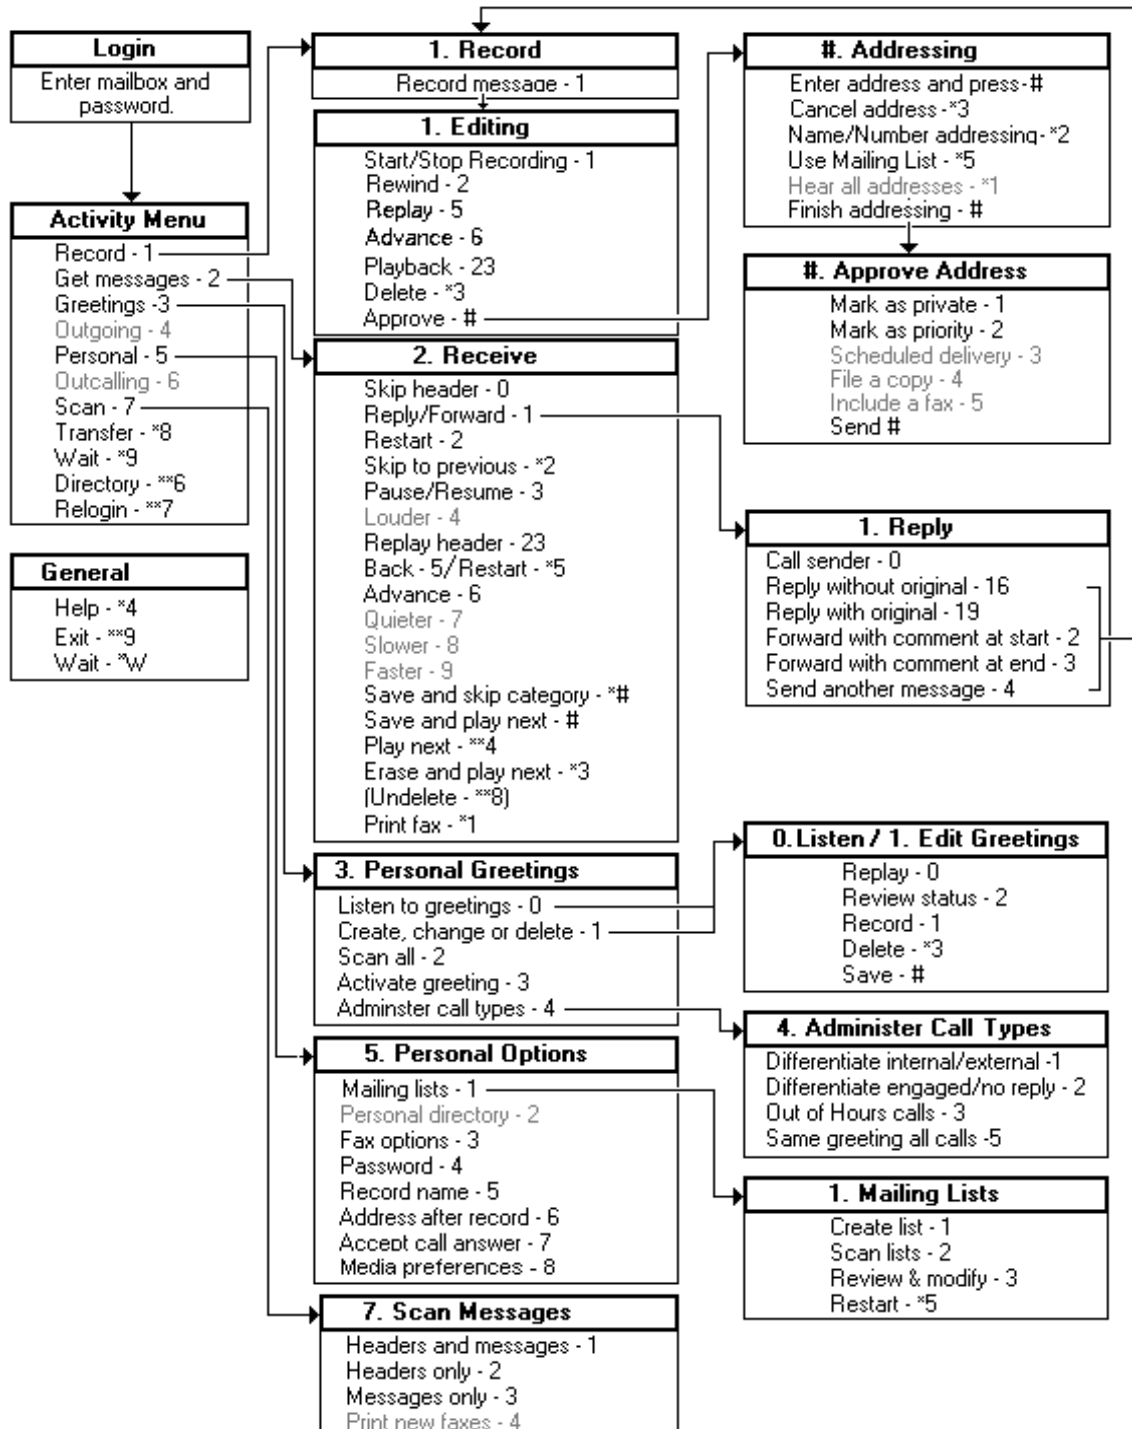 Login
Enter mailbox and
password.
Activity Menu
Record - 1
Get messages - 2
Greetings -3
Outgoing - 4
Personal - 5
Outcalling - 6
Scan - 7
Transfer - *8
Wait - *9
Directory - **6
Relogin - **7
General
Help - *4
Exit - **9
Wait - *W
1. Record
Record message - 1
1. Editing
Start/Stop Recording - 1
Rewind - 2
Replay - 5
Advance - 6
Playback - 23
Delete - *3
Approve - #
2. Receive
Skip header - 0
Reply/Forward - 1
Restart - 2
Skip to previous - *2
Pause/Resume - 3
Louder - 4
Replay header - 23
Back - 5/Restart - *5
Advance - 6
Quieter - 7
Slower - 8
Faster - 9
Save and skip category - *#
Save and play next - #
Play next - **4
Erase and play next - *3
(Undelete - **8)
Print fax - *1
3. Personal Greetings
Listen to greetings - 0
Create, change or delete - 1
Scan all - 2
Activate greeting - 3
Adminster call types - 4
5. Personal Options
Mailing lists - 1
Personal directory - 2
Fax options - 3
Password - 4
Record name - 5
Address after record - 6
Accept call answer - 7
Media preferences - 8
7. Scan Messages
Headers and messages - 1
Headers only - 2
Messages only - 3
Print new faxes - 4
#. Addressing
Enter address and press- #
Cancel address - *3
Name/Number addressing- *2
Use Mailing List - *5
Hear all addresses - *1
Finish addressing - #
#. Approve Address
Mark as private - 1
Mark as priority - 2
Scheduled delivery - 3
File a copy - 4
Include a fax - 5
Send #
1. Reply
Call sender - 0
Reply without original - 16
Reply with original - 19
Forward with comment at start - 2
Forward with comment at end - 3
Send another message - 4
0.Listen / 1. Edit Greetings
Replay - 0
Review status - 2
Record - 1
Delete - *3
Save - #
4. Administer Call Types
Differentiate internal/external -1
Differentiate engaged/no reply - 2
Out of Hours calls - 3
Same greeting all calls -5
1. Mailing Lists
Create list - 1
Scan lists - 2
Review & modify - 3
Restart - *5